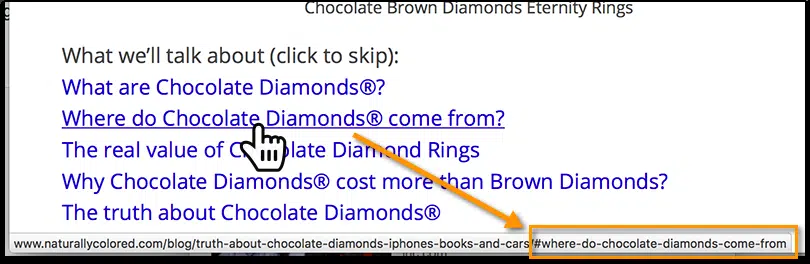 Chocolate Brown Diamonds Eternity Rings
What we'll talk about (click to skip):
What are Chocolate Diamonds®?
Where do Chocolate Diamonds® come from?
The real value of Chocolate Diamond Rings
Why Chocolate Diamonds® cost more than Brown Diamonds?
The truth about Chocolate Diamonds®
www.naturallycolored.com/blog/truth-about-chocolate-diamonds-iphones-books-and-cars/#where-do-chocolate-diamonds-come-from